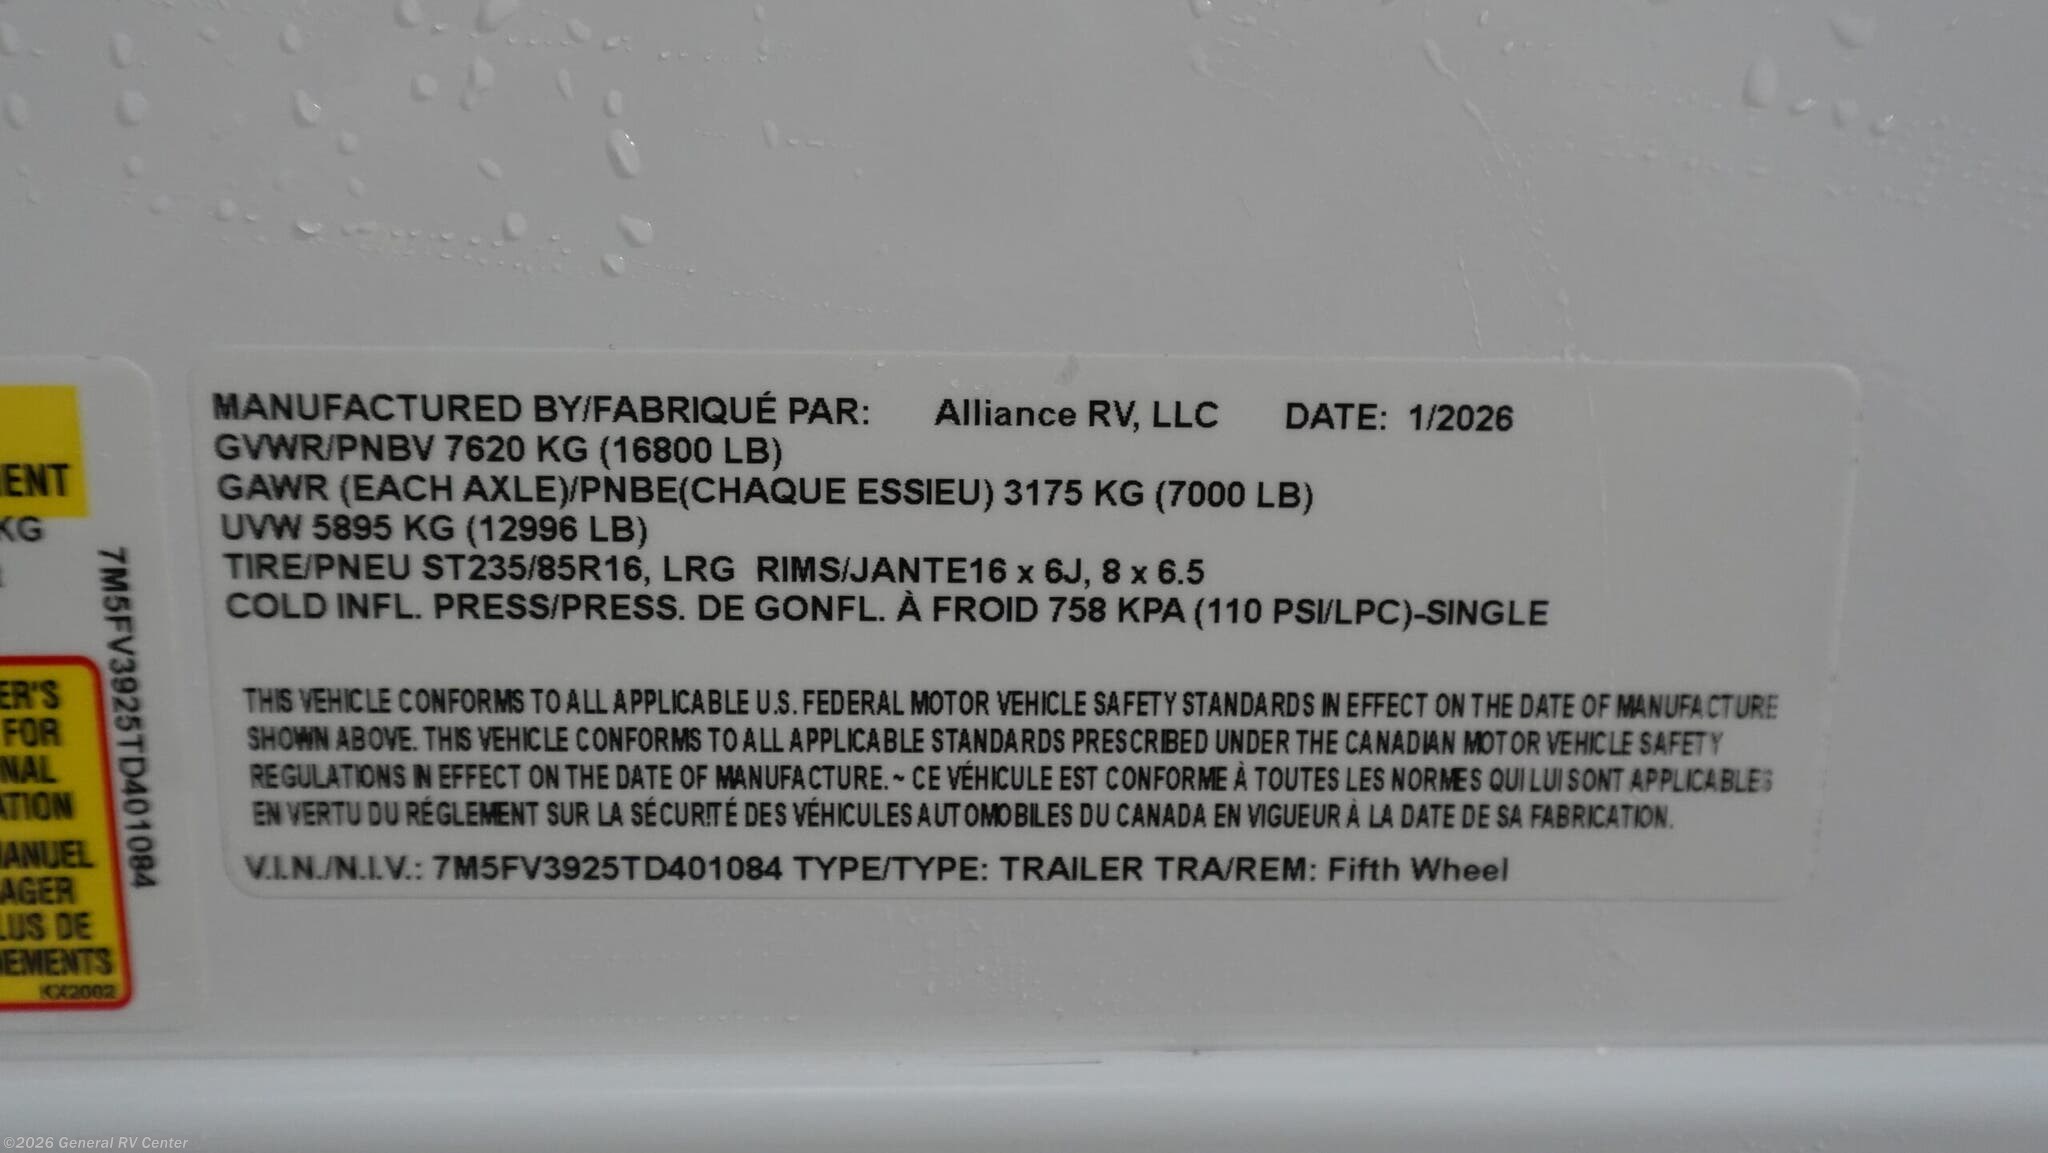 MANUFACTURED BY/FABRIQUÉ PAR: Alliance RV, LLC DATE: 1/2026
GVWR/PNBV 7620 KG (16800 LB)
GAWR (EACH AXLE)/PNBE(CHAQUE ESSIEU) 3175 KG (7000 LB)
UVW 5895 KG (12996 LB)
TIRE/PNEU ST235/85R16, LRG RIMS/JANTE16 x 6J, 8 x 6.5
COLD INFL. PRESS/PRESS. DE GONFL. À FROID 758 KPA (110 PSI/LPC)-SINGLE
THIS VEHICLE CONFORMS TO ALL APPLICABLE U.S. FEDERAL MOTOR VEHICLE SAFETY STANDARDS IN EFFECT ON THE DATE OF MANUFACTURE
SHOWN ABOVE. THIS VEHICLE CONFORMS TO ALL APPLICABLE STANDARDS PRESCRIBED UNDER THE CANADIAN MOTOR VEHICLE SAFETY
REGULATIONS IN EFFECT ON THE DATE OF MANUFACTURE. ~ CE VÉHICULE EST CONFORME À TOUTES LES NORMES QUI LUI SONT APPLICABLES
EN VERTU DU RÉGLEMENT SUR LA SÉCURITÉ DES VÉHICULES AUTOMOBILES DU CANADA EN VIGUEUR À LA DATE DE SA FABRICATION.
V.I.N./N.I.V.: 7M5FV3925TD401084 TYPE/TYPE: TRAILER TRA/REM: Fifth Wheel
ENT
KG
7M5FV3925TD401084
ER'S
FOR
NAL
ATION
MANUEL
AGER
LUS DE
NEMENTS
KX2002
©2026 General RV Center